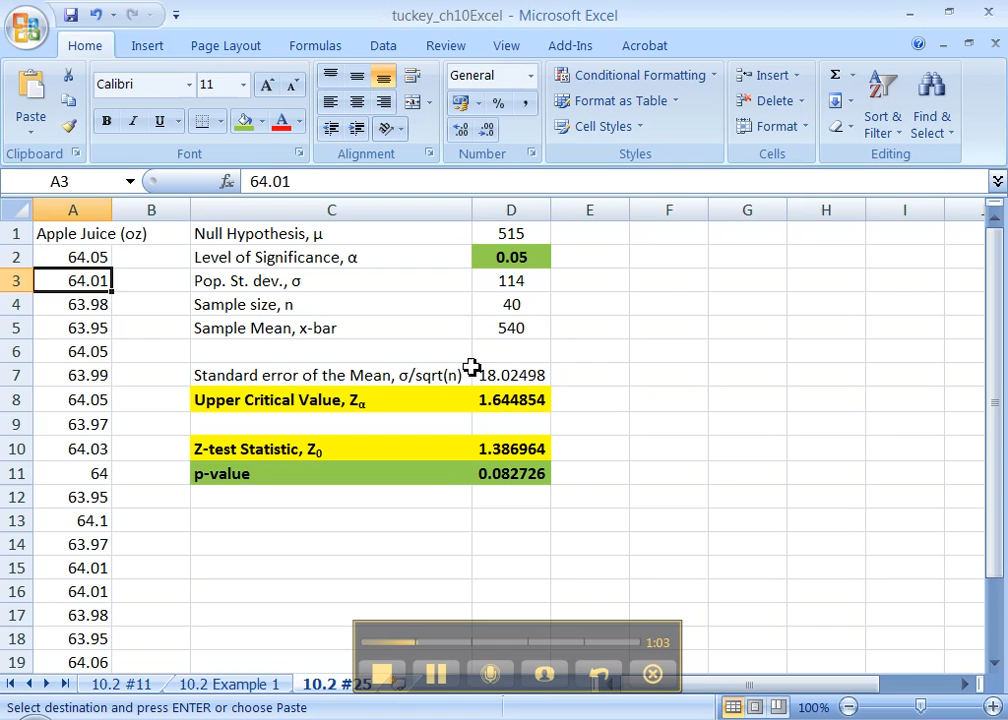 tuckey_ch10Excel - Microsoft Excel
Home Insert Page Layout Formulas Data Review View Add-Ins Acrobat
Paste
Calibri 11
B I U A
General
% ,
Conditional Formatting
Format as Table
Cell Styles
Insert
Delete
Format
Σ
Sort & Filter
Find & Select
Clipboard Font Alignment Number Styles Cells Editing
A3 fx 64.01
A B C D E F G H I
1 Apple Juice (oz) Null Hypothesis, μ 515
2 64.05 Level of Significance, α 0.05
3 64.01 Pop. St. dev., σ 114
4 63.98 Sample size, n 40
5 63.95 Sample Mean, x-bar 540
6 64.05
7 63.99 Standard error of the Mean, σ/sqrt(n) 18.02498
8 64.05 Upper Critical Value, Zα 1.644854
9 63.97
10 64.03 Z-test Statistic, Z0 1.386964
11 64 p-value 0.082726
12 63.95
13 64.1
14 63.97
15 64.01
16 64.01
17 63.98
18 63.95
19 64.06
1:03
10.2 #11 10.2 Example 1 10.2 #25
Select destination and press ENTER or choose Paste 100%